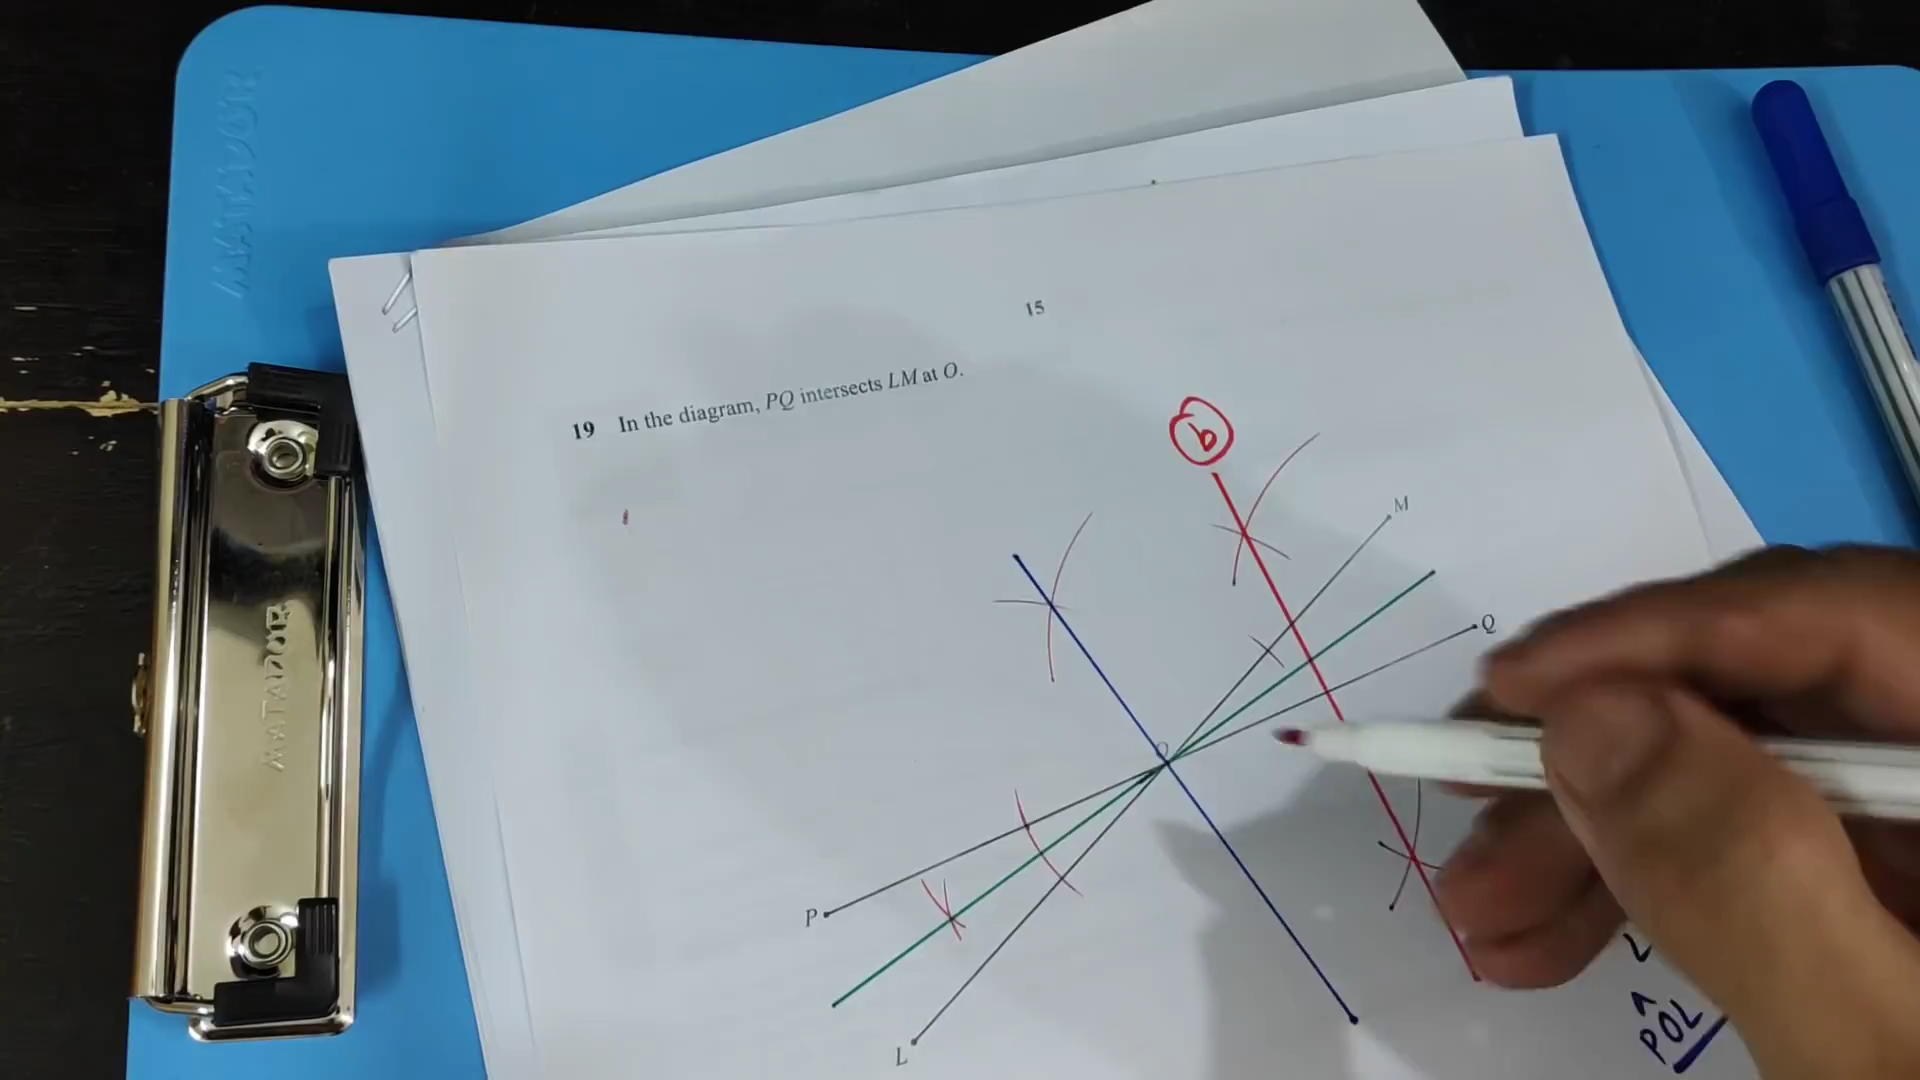 MATADOR
15
19 In the diagram, PQ intersects LM at O.
b
M
Q
O
P
L
MATADOR
L
^
POL